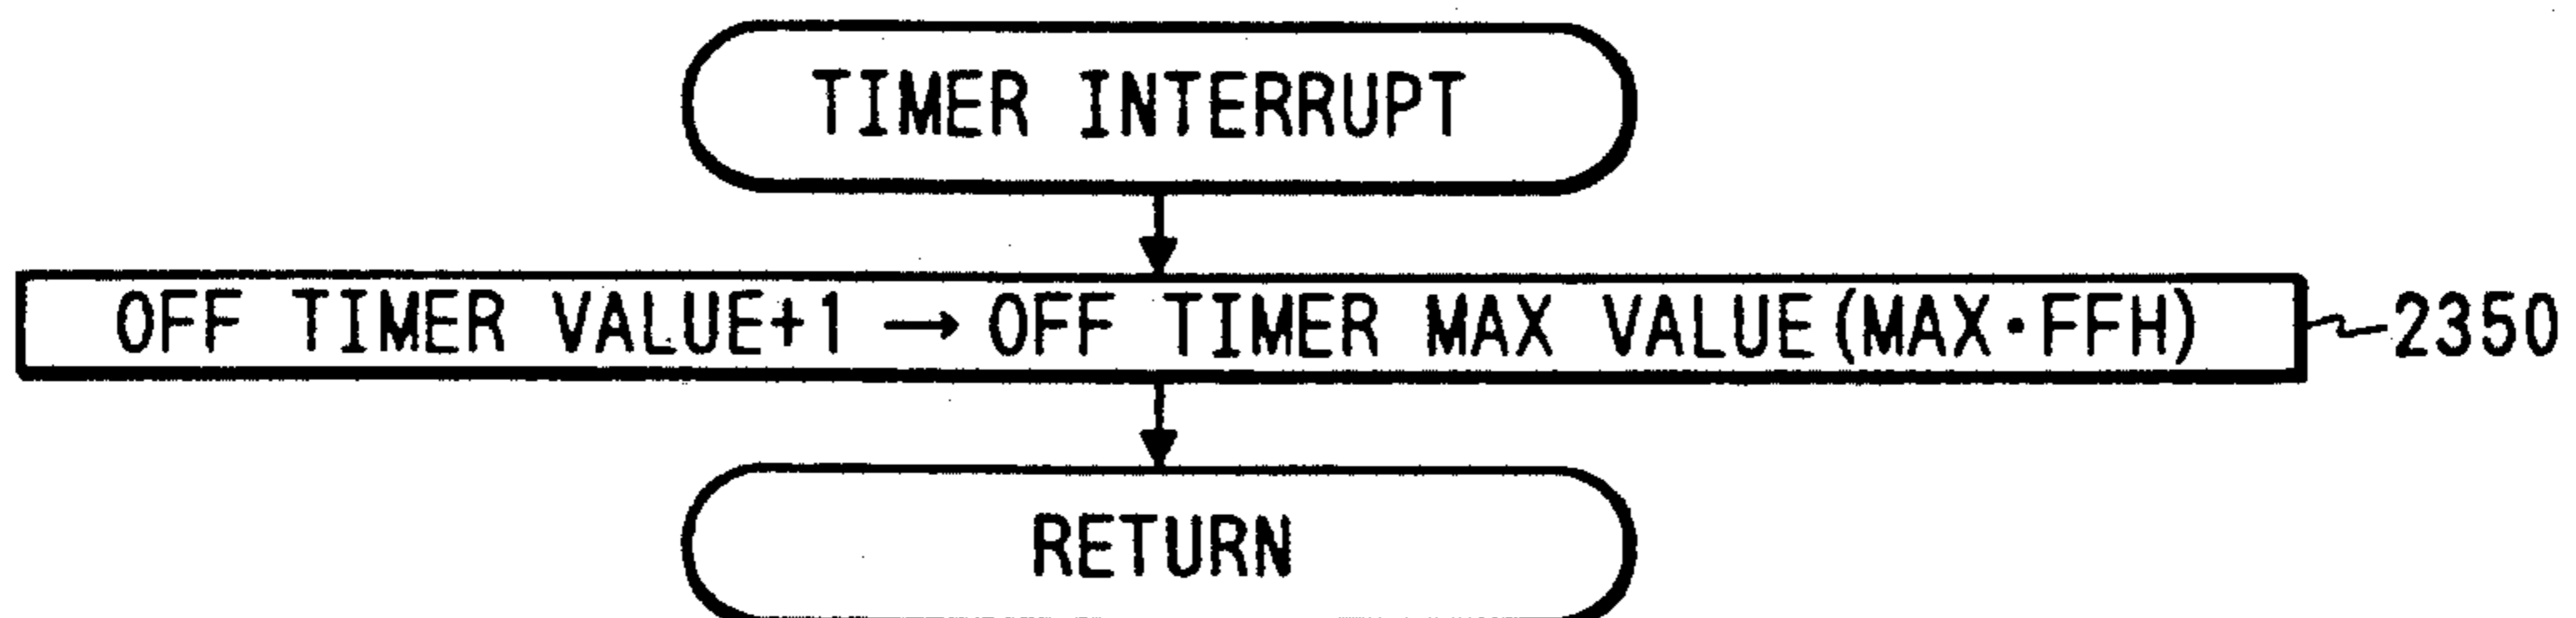 TIMER INTERRUPT
OFF TIMER VALUE+1 → OFF TIMER MAX VALUE(MAX·FFH) 2350
RETURN